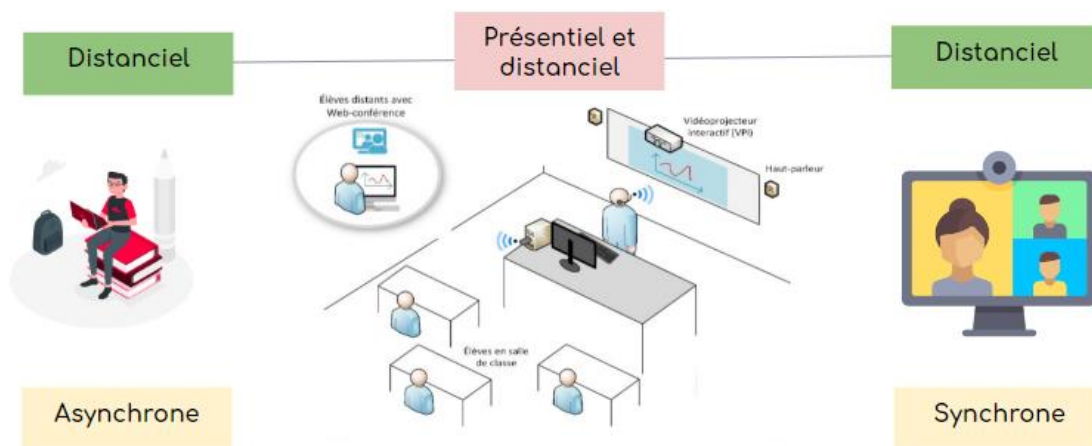 Distanciel
Présentiel et
distanciel
Distanciel
Élèves distants avec
Web-conférence
Vidéoprojecteur
interactif (VPI)
Haut-parleur
Élèves en salle
de classe
Asynchrone
Synchrone